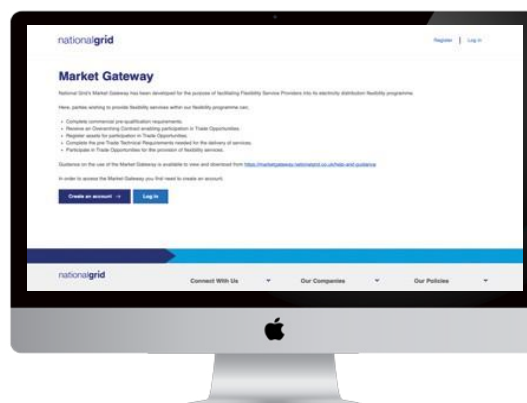 nationalgrid
Register | Log in
Market Gateway
National Grid's Market Gateway has been developed for the purpose of facilitating Flexibility Service Providers into its electricity distribution flexibility programme.
Here, parties wishing to provide flexibility services within our flexibility programme can:
• Complete commercial pre-qualification requirements.
• Receive an Overarching Contract enabling participation in Trade Opportunities.
• Register assets for participation in Trade Opportunities.
• Complete the pre Trade Technical Requirements needed for the delivery of services.
• Participate in Trade Opportunities for the provision of flexibility services.
Guidance on the use of the Market Gateway is available to view and download from https://marketgateway.nationalgrid.co.uk/help-and-guidance
In order to access the Market Gateway you first need to create an account.
Create an account → Log in
nationalgrid Connect With Us Our Companies Our Policies